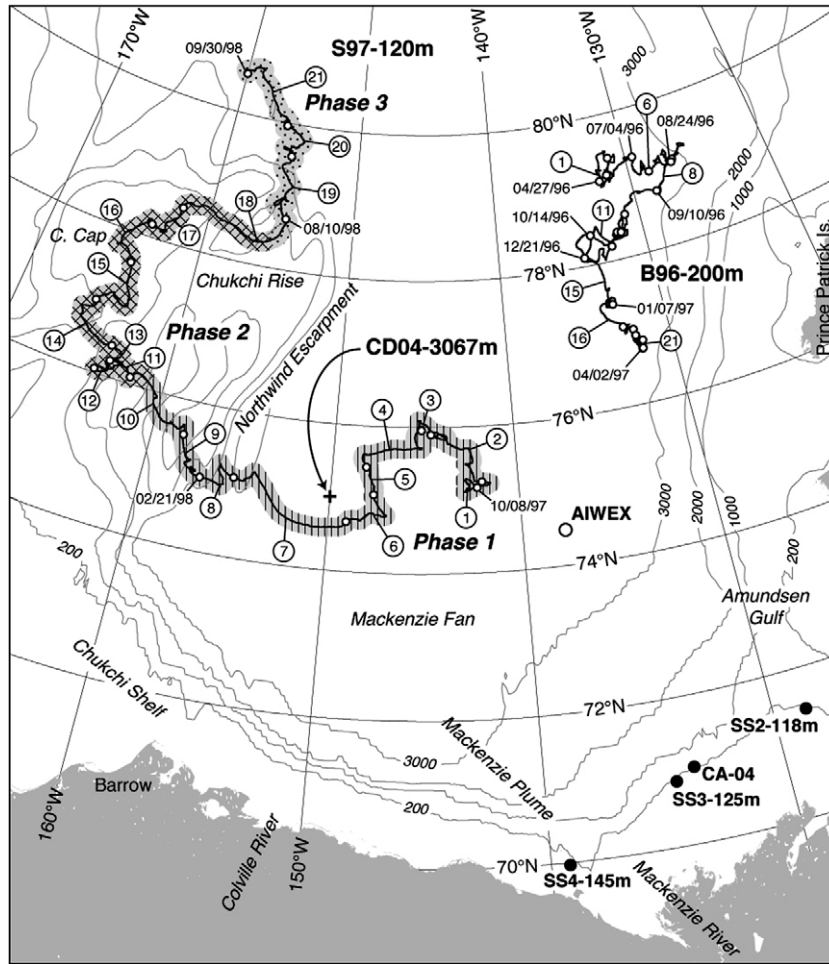 170°W
09/30/98
S97-120m
140°W
130°W
3000
21
Phase 3
80°N
07/04/96
6
08/24/96
2000
20
1
8
1000
04/27/96
19
16
18
09/10/96
10/14/96
11
C. Cap
17
08/10/98
12/21/96
15
Chukchi Rise
78°N
B96-200m
Prince Patrick Is.
15
01/07/97
14
13
Phase 2
16
21
11
Northwind Escarpment
CD04-3067m
04/02/97
12
10
76°N
3
4
2
9
5
02/21/98
8
10/08/97
1
AIWEX
3000
2000
1000
6
Phase 1
7
200
200
74°N
Amundsen
Gulf
Mackenzie Fan
Chukchi Shelf
72°N
SS2-118m
3000
Mackenzie Plume
2000
CA-04
Barrow
1000
SS3-125m
200
160°W
Colville River
150°W
70°N
SS4-145m
Mackenzie River